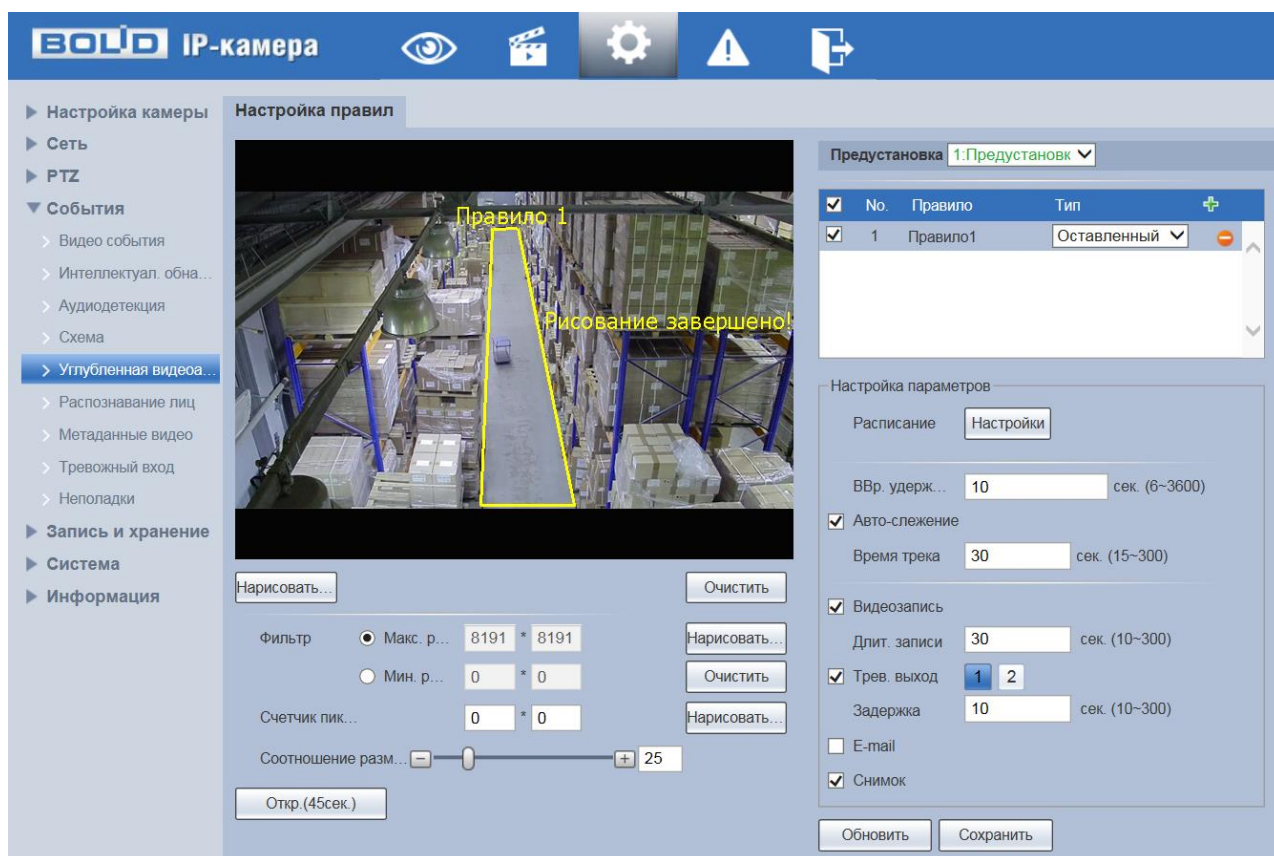 BOLID IP-камера
Настройка камеры
Сеть
PTZ
События
Видео события
Интеллектуал. обна...
Аудиодетекция
Схема
Углубленная видеоа...
Распознавание лиц
Метаданные видео
Тревожный вход
Неполадки
Запись и хранение
Система
Информация
Настройка правил
Правило 1
Рисование завершено!
Нарисовать... Очистить
Фильтр Макс. р... 8191 * 8191 Нарисовать...
Мин. р... 0 * 0 Очистить
Счетчик пик... 0 * 0 Нарисовать...
Соотношение разм... 25
Откр.(45сек.)
Предустановка 1:Предустановк
No. Правило Тип
1 Правило1 Оставленный
Настройка параметров
Расписание Настройки
ВВр. удерж... 10 сек. (6~3600)
Авто-слежение
Время трека 30 сек. (15~300)
Видеозапись
Длит. записи 30 сек. (10~300)
Трев. выход 1 2
Задержка 10 сек. (10~300)
E-mail
Снимок
Обновить Сохранить